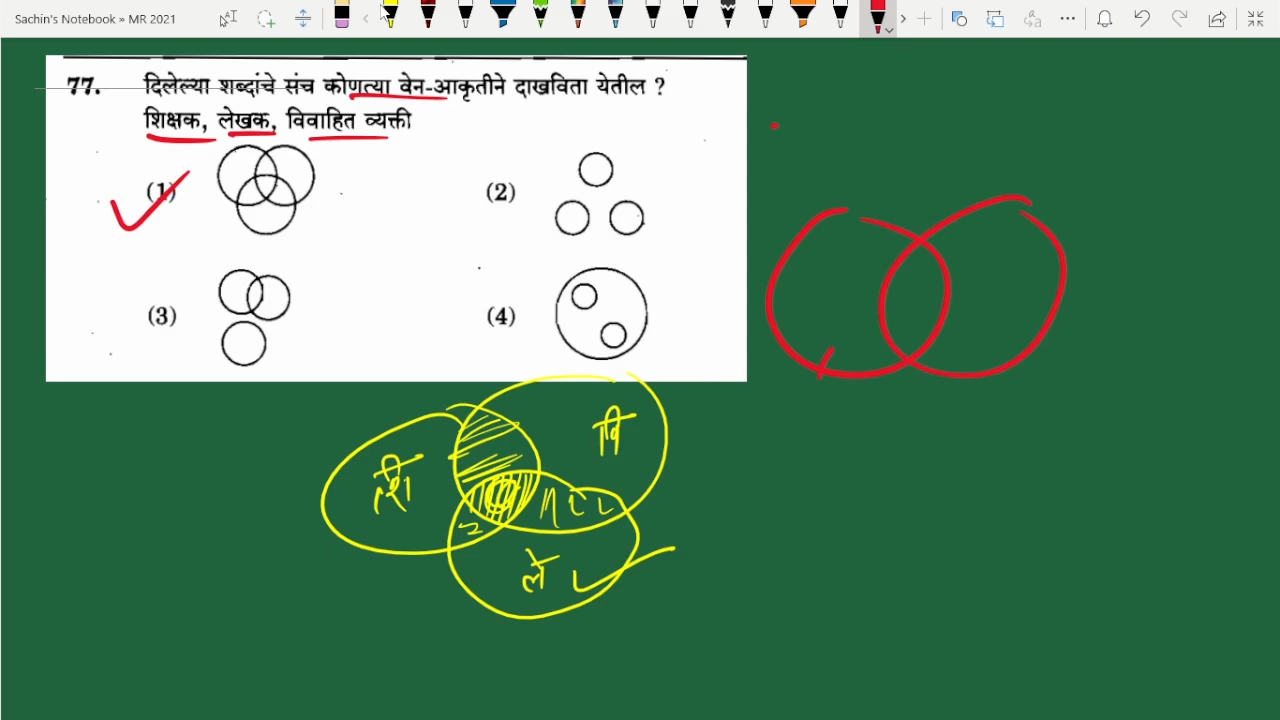 Sachin's Notebook » MR 2021
77. दिलेल्या शब्दांचे संच कोणत्या वेन-आकृतीने दाखविता येतील ?
शिक्षक, लेखक, विवाहित व्यक्ती
(1) (2)
(3) (4)
शि वि
ले